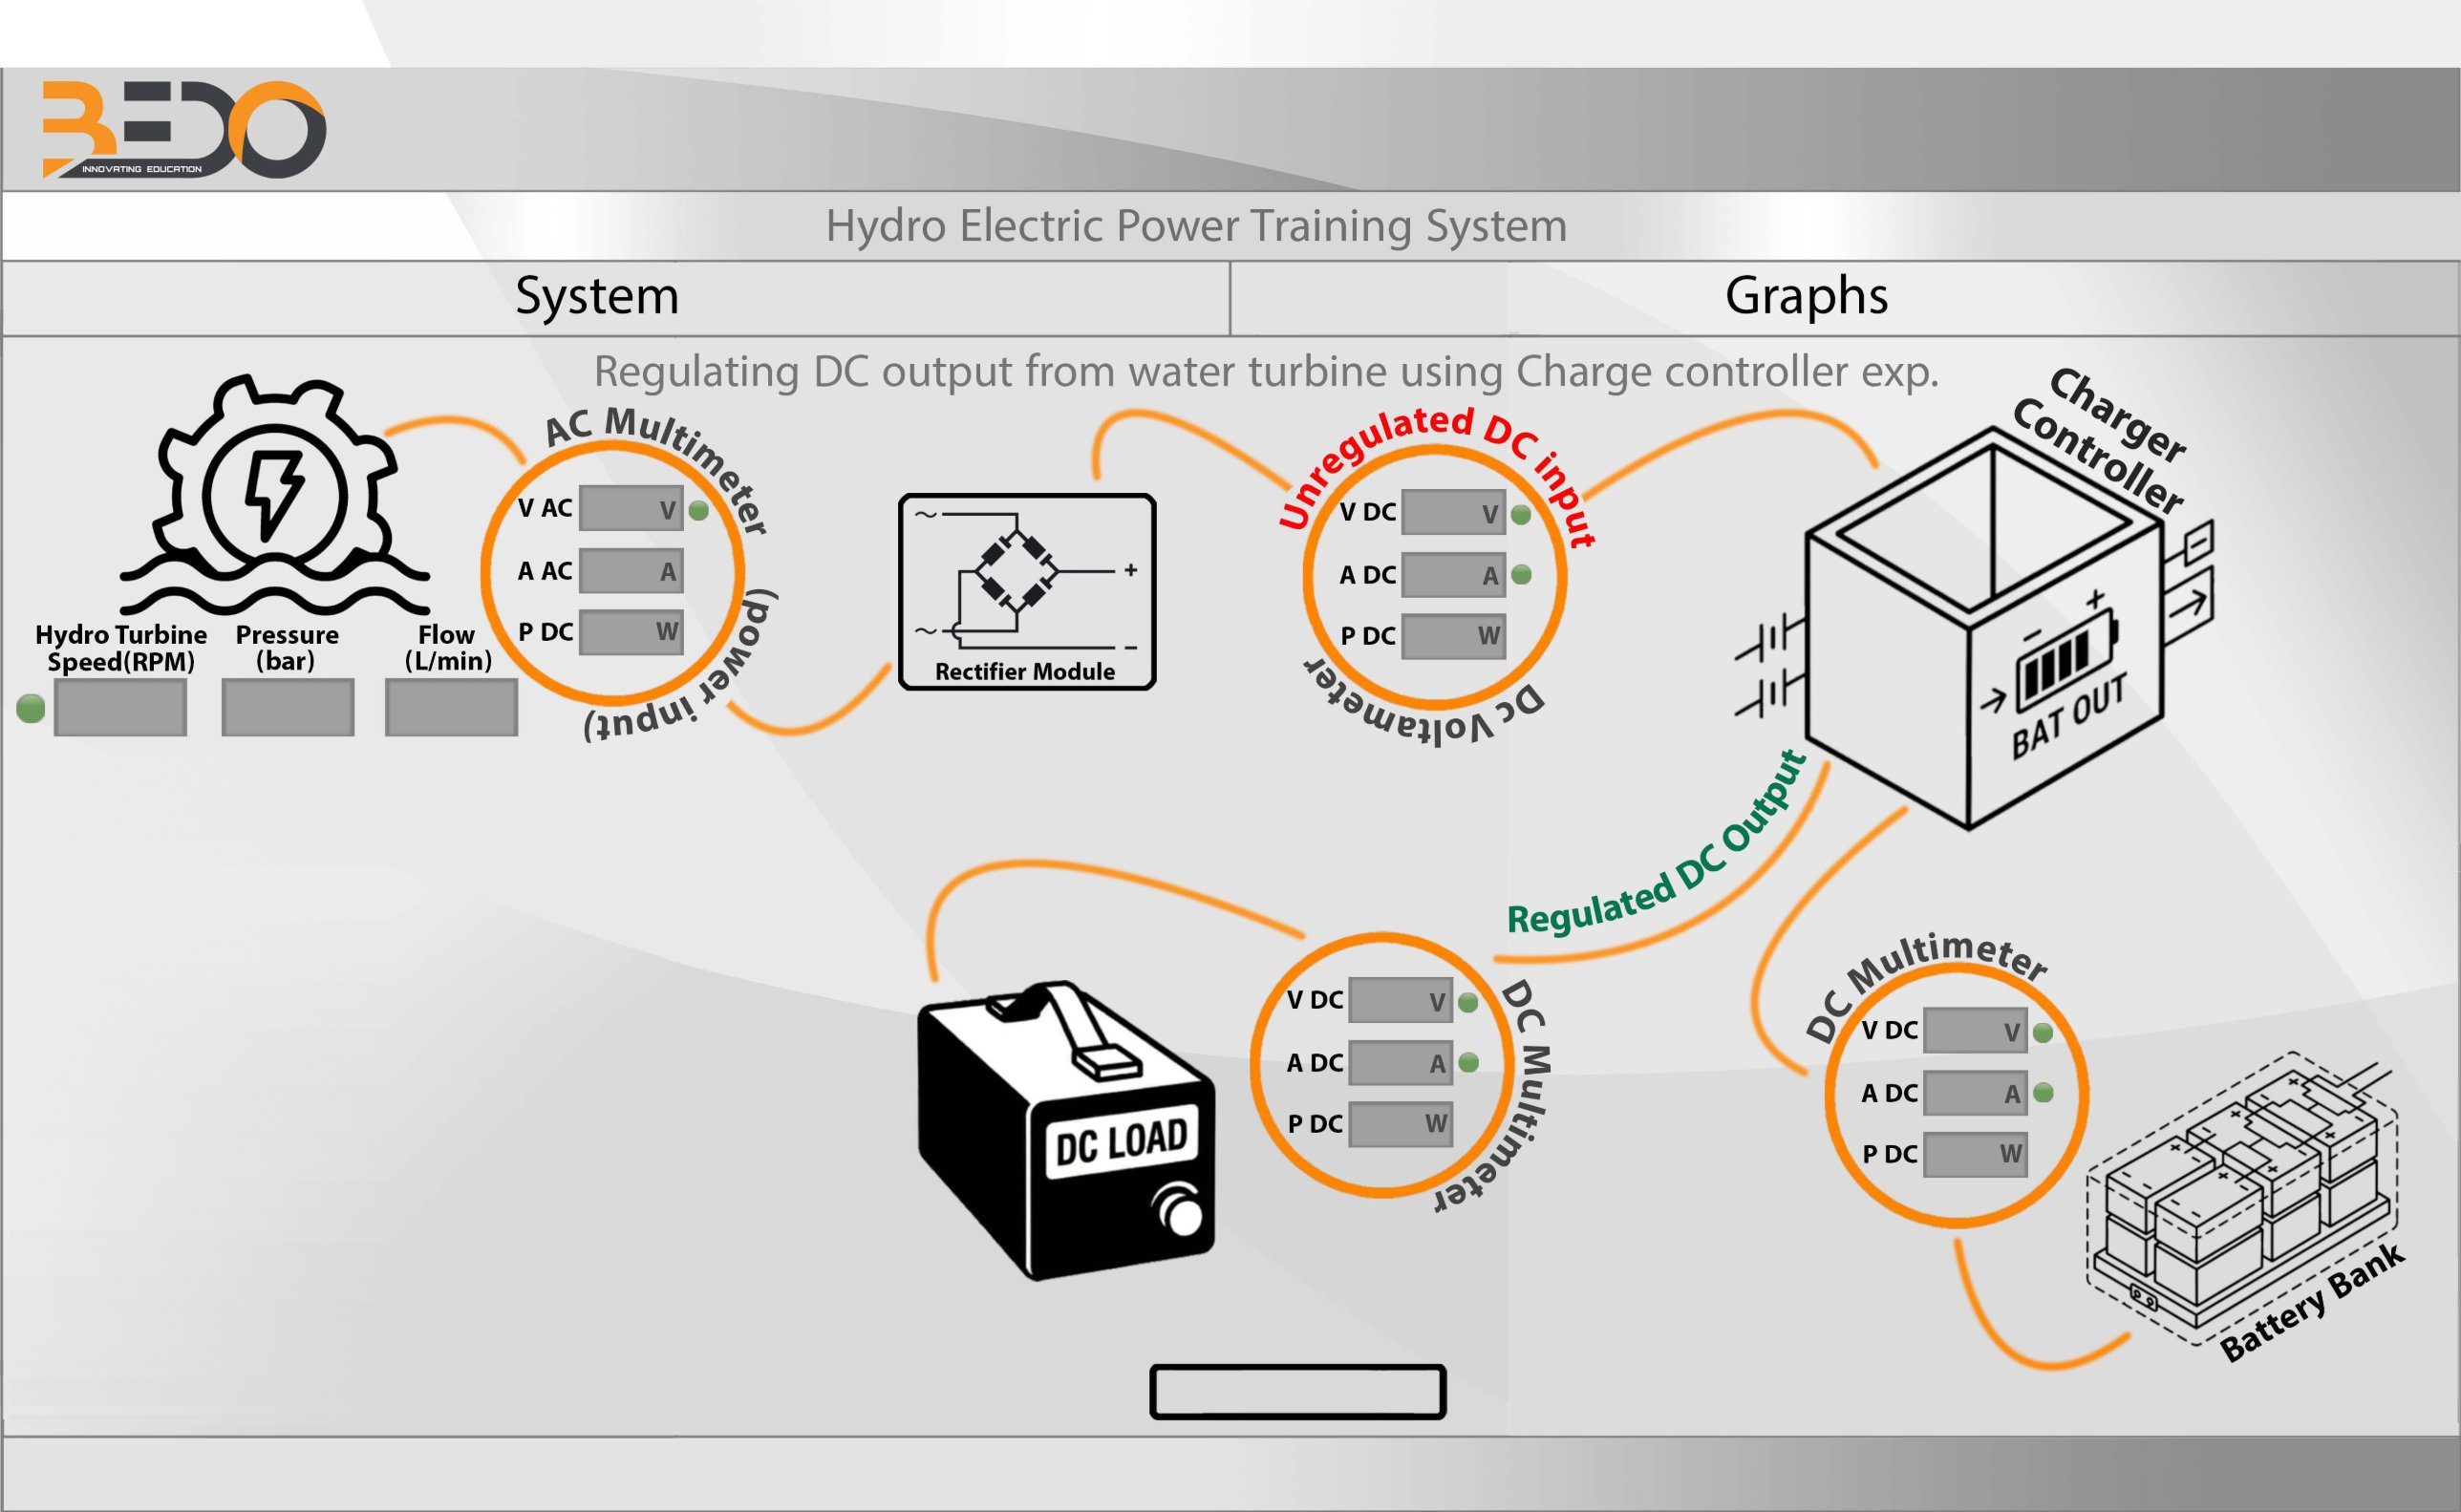 BEDO
INNOVATING EDUCATION
Hydro Electric Power Training System
System
Graphs
Regulating DC output from water turbine using Charge controller exp.
AC Multimeter
(power input)
V AC V
A AC A
P DC W
Hydro Turbine
Speed(RPM)
Pressure
(bar)
Flow
(L/min)
+
−
Rectifier Module
Unregulated DC input
V DC V
A DC A
P DC W
Dc Voltameter
Charger
Controller
− +
BAT OUT
Regulated DC Output
DC LOAD
V DC V
A DC A
P DC W
DC Multimeter
DC Multimeter
V DC V
A DC A
P DC W
Battery Bank